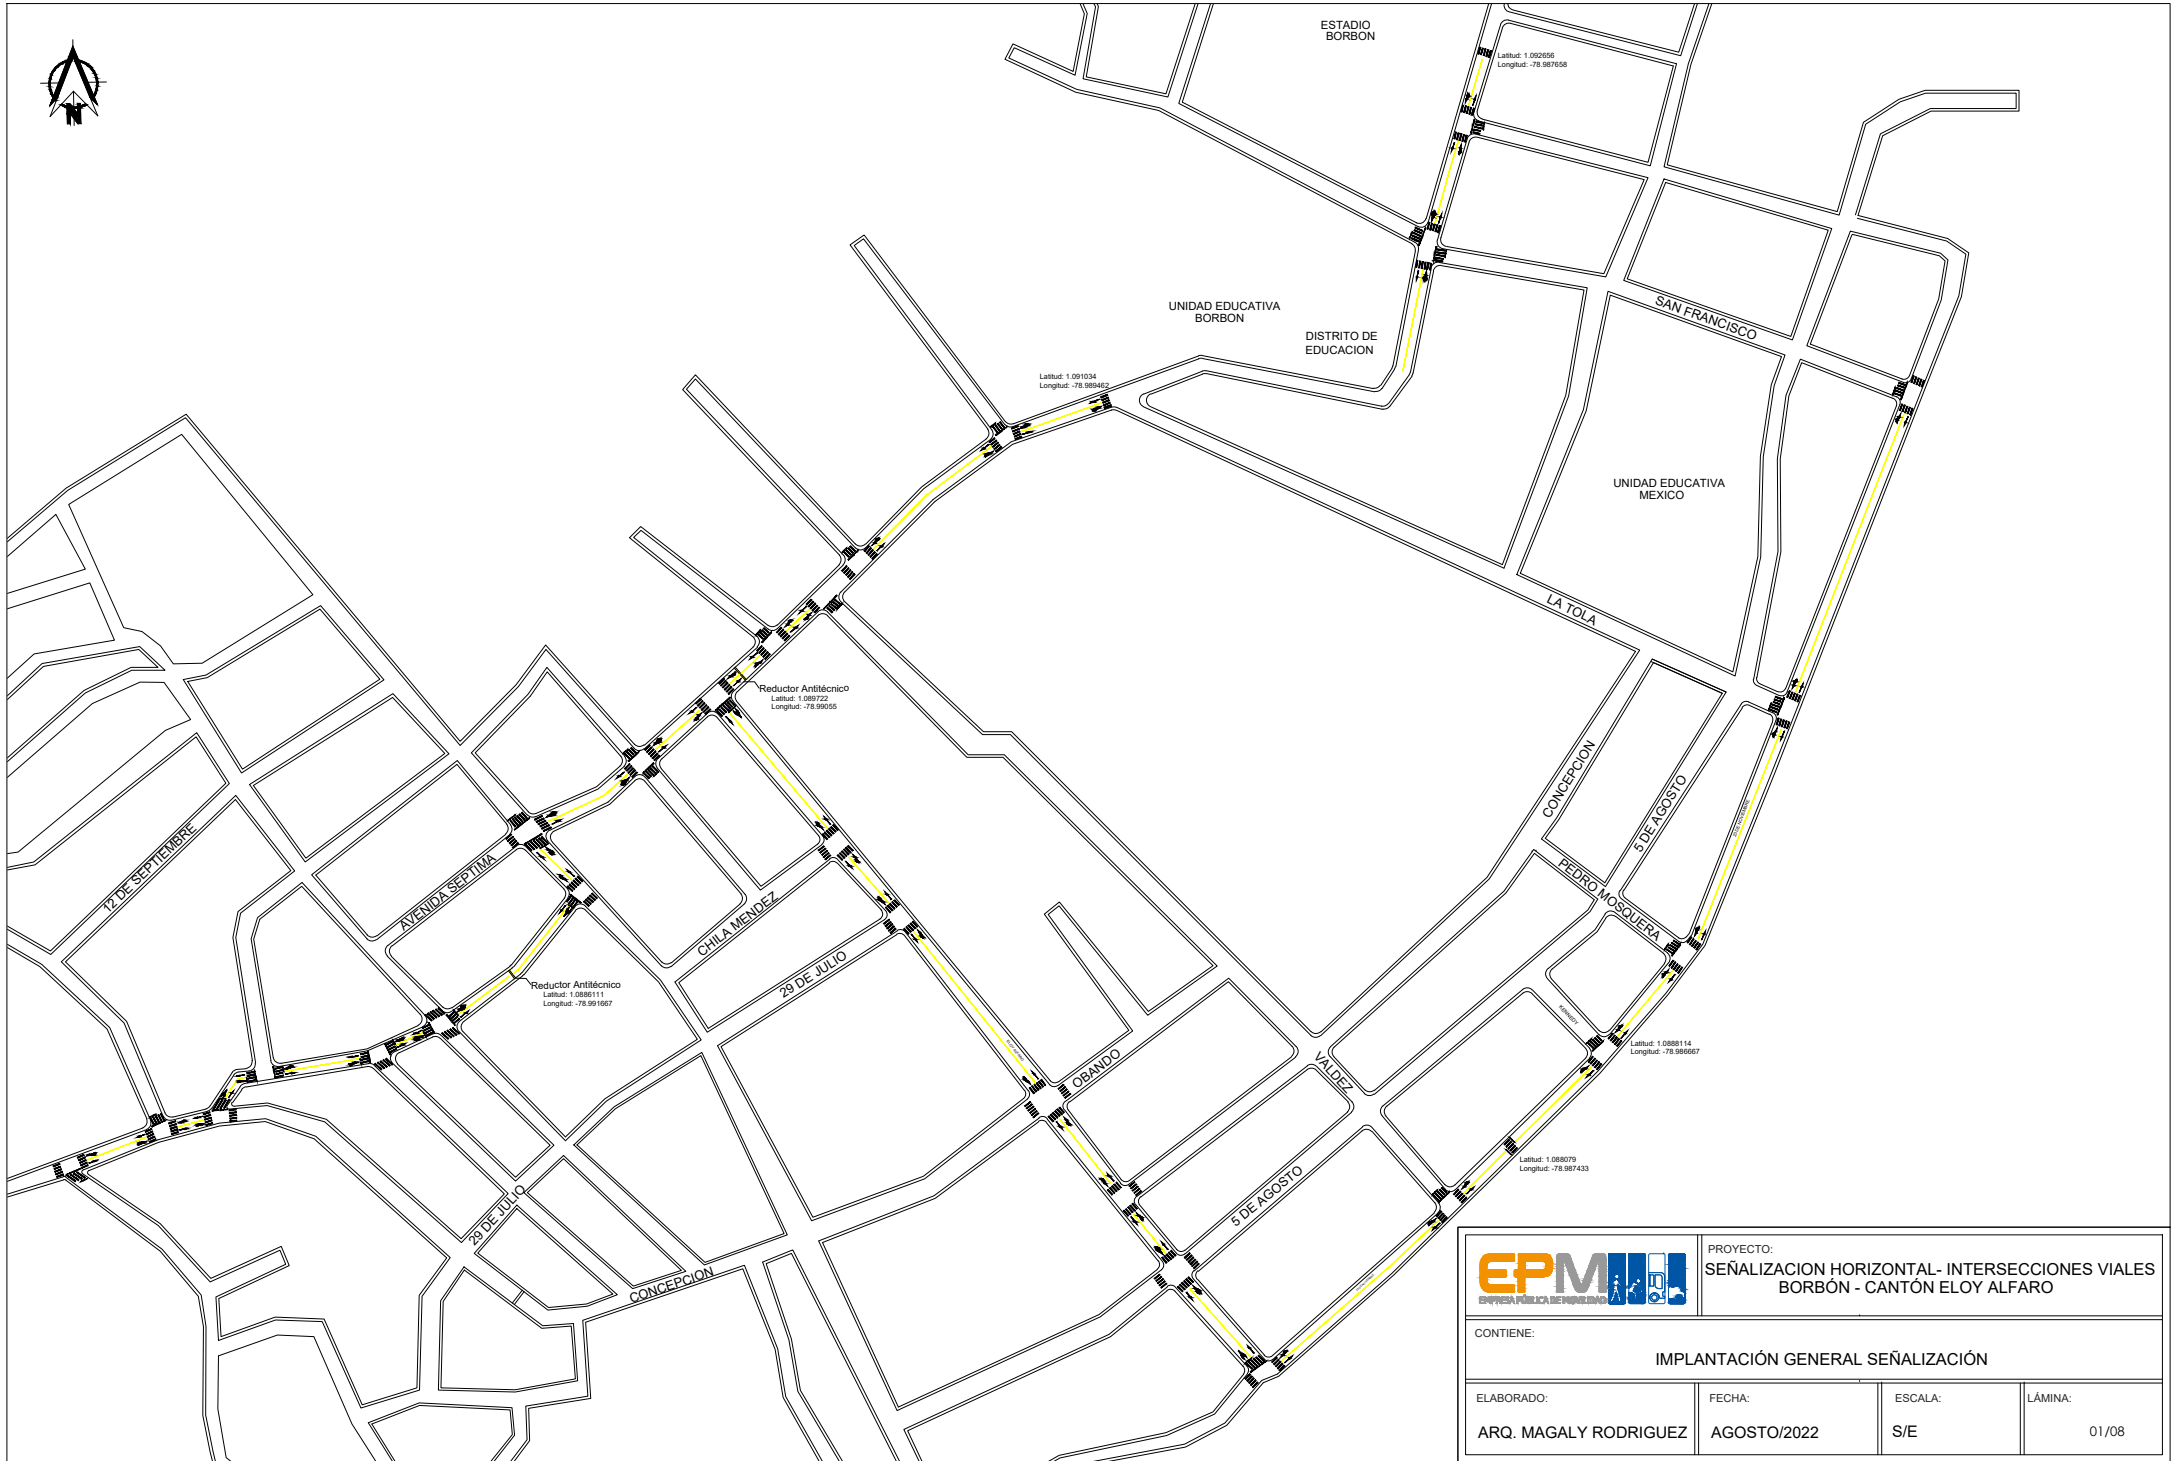 ESTADIO
BORBON
Latitud: 1.092656
Longitud: -78.987658
N
UNIDAD EDUCATIVA
BORBON
DISTRITO DE
EDUCACION
SAN FRANCISCO
Latitud: 1.091034
Longitud: -78.989462
UNIDAD EDUCATIVA
MEXICO
LA TOLA
Reductor Antitécnico
Latitud: 1.089722
Longitud: -78.99055
CONCEPCION
5 DE AGOSTO
12 DE SEPTIEMBRE
AVENIDA SEPTIMA
CHILA MENDEZ
PEDRO MOSQUERA
29 DE JULIO
Reductor Antitécnico
Latitud: 1.0886111
Longitud: -78.991667
KENNEDY
Latitud: 1.0888114
Longitud: -78.986667
OBANDO
VALDEZ
Latitud: 1.088079
Longitud: -78.987433
5 DE AGOSTO
29 DE JULIO
CONCEPCION
EPM
EMPRESA PÚBLICA DE MOVILIDAD
PROYECTO:
SEÑALIZACION HORIZONTAL- INTERSECCIONES VIALES
BORBÓN - CANTÓN ELOY ALFARO
CONTIENE:
IMPLANTACIÓN GENERAL SEÑALIZACIÓN
ELABORADO:
ARQ. MAGALY RODRIGUEZ
FECHA:
AGOSTO/2022
ESCALA:
S/E
LÁMINA:
01/08